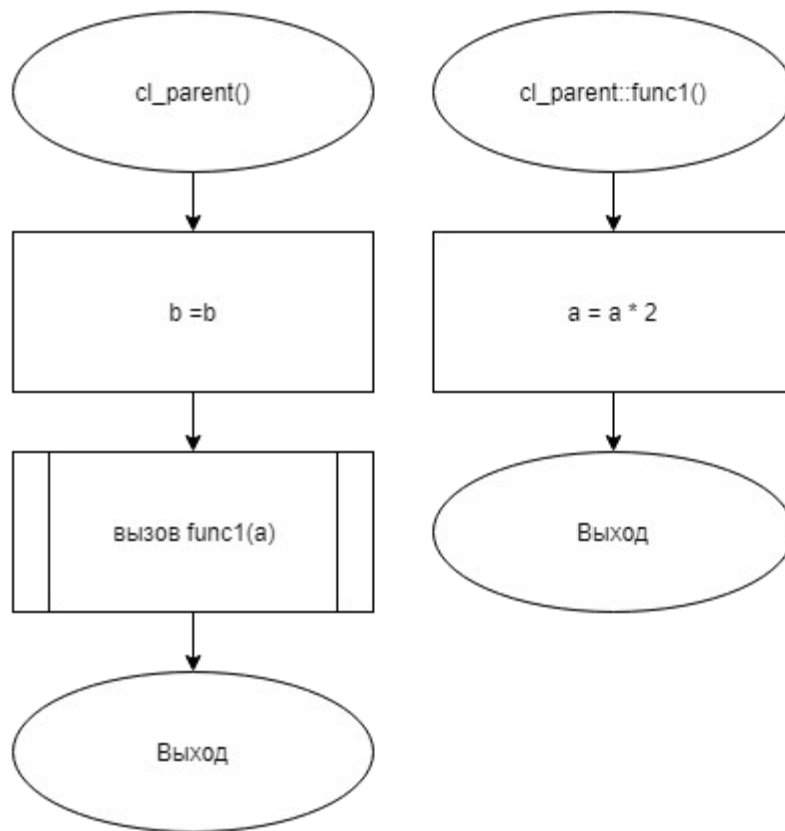 cl_parent()
cl_parent::func1()
b =b
a = a * 2
вызов func1(a)
Выход
Выход